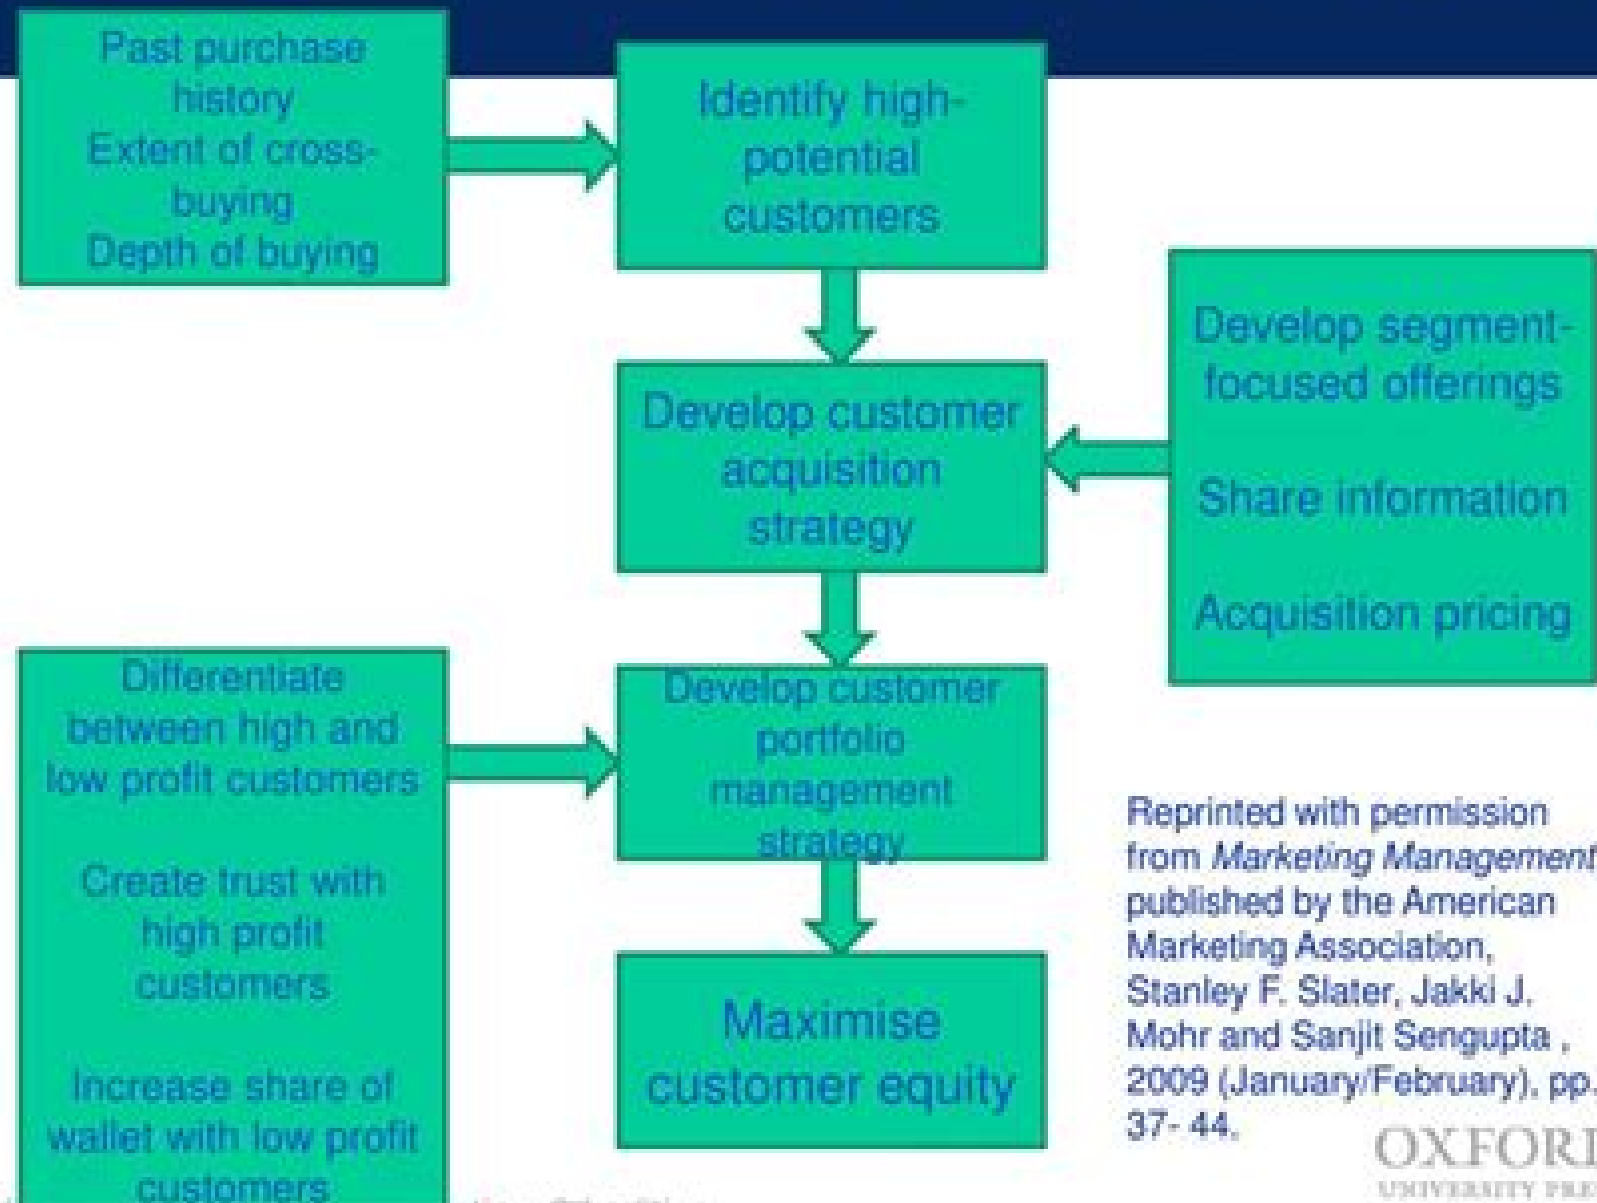 Past purchase
history
Extent of cross-
buying
Depth of buying
Identify high-
potential
customers
Develop segment-
focused offerings
Share information
Acquisition pricing
Develop customer
acquisition
strategy
Differentiate
between high and
low profit customers
Create trust with
high profit
customers
Increase share of
wallet with low profit
customers
Develop customer
portfolio
management
strategy
Maximise
customer equity
Reprinted with permission
from Marketing Management
published by the American
Marketing Association,
Stanley F. Slater, Jakki J.
Mohr and Sanjit Sengupta ,
2009 (January/February), pp.
37- 44.
OXFORD
UNIVERSITY PRE